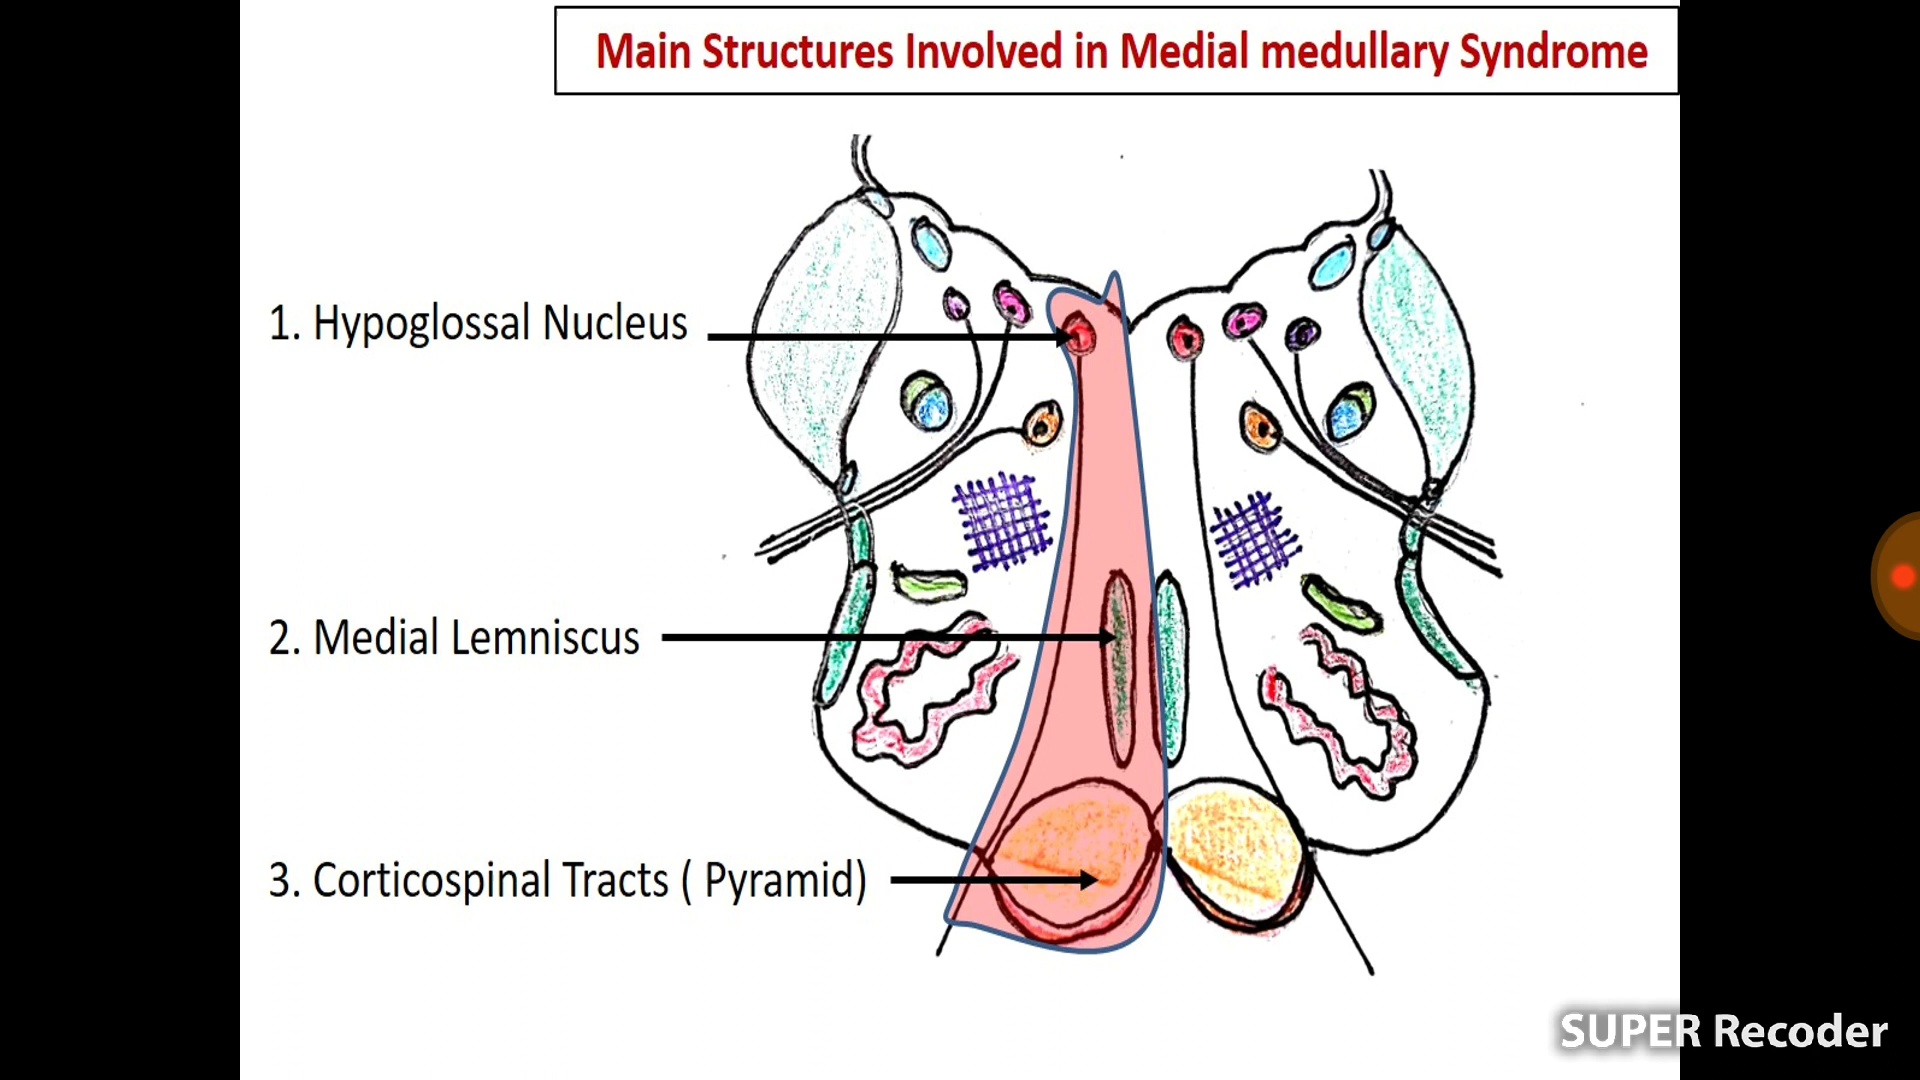 Main Structures Involved in Medial medullary Syndrome
1. Hypoglossal Nucleus
2. Medial Lemniscus
3. Corticospinal Tracts ( Pyramid)
SUPER Recoder